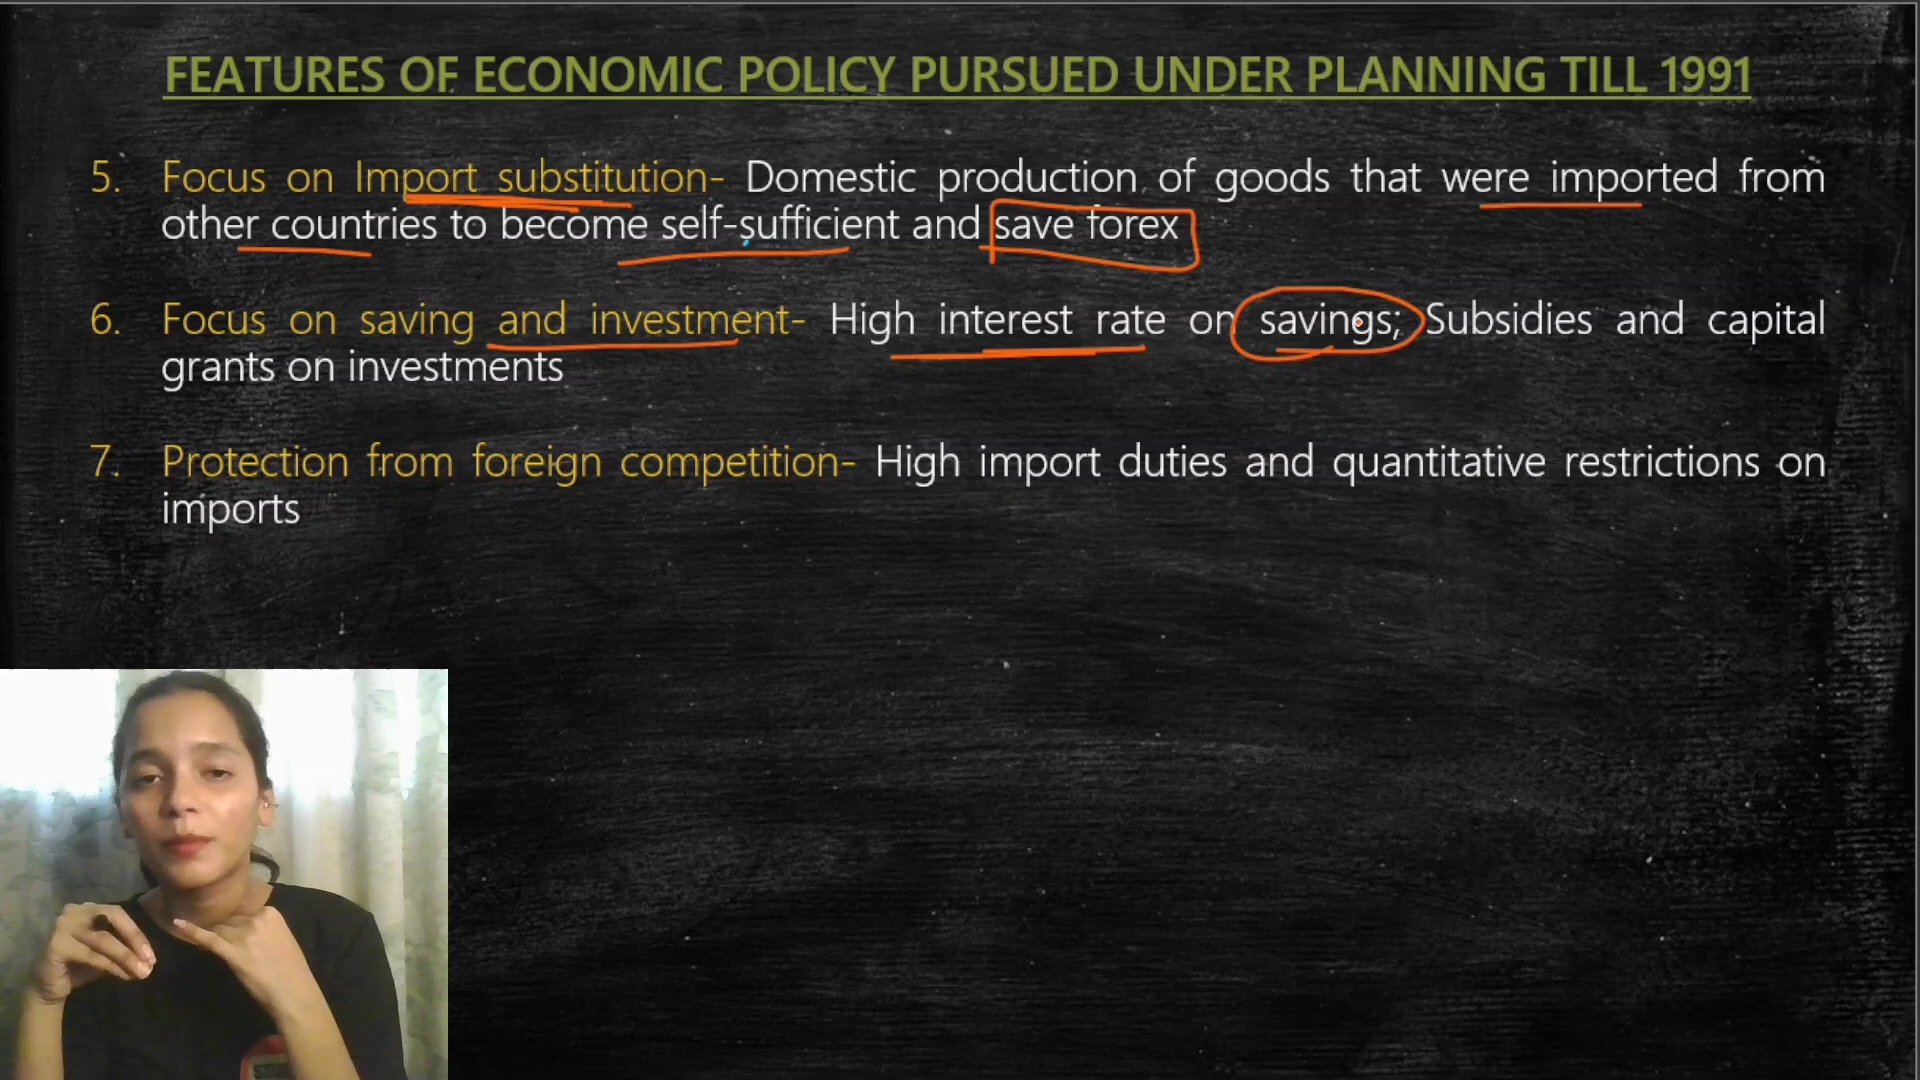 FEATURES OF ECONOMIC POLICY PURSUED UNDER PLANNING TILL 1991
5. Focus on Import substitution- Domestic production of goods that were imported from
other countries to become self-sufficient and save forex
6. Focus on saving and investment- High interest rate on savings; Subsidies and capital
grants on investments
7. Protection from foreign competition- High import duties and quantitative restrictions on
imports